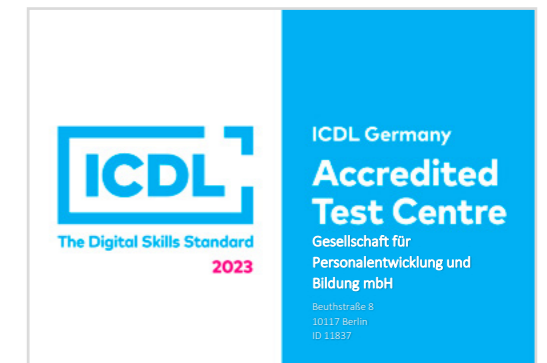 ICDL
The Digital Skills Standard
2023
ICDL Germany
Accredited
Test Centre
Gesellschaft für
Personalentwicklung und
Bildung mbH
Beuthstraße 8
10117 Berlin
ID 11837